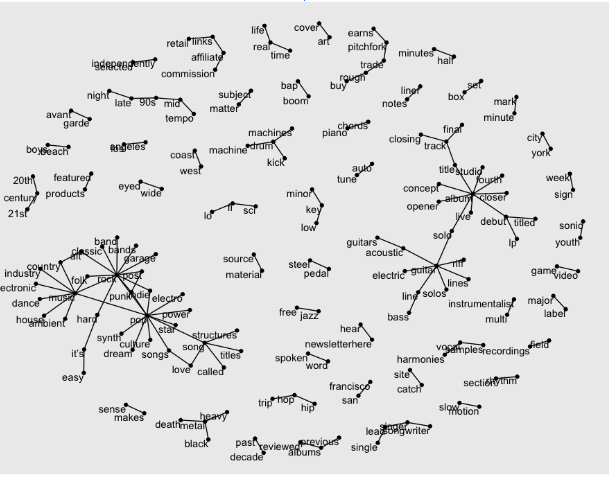 life
cover
earns
retail links
real
art
pitchfork
minutes
independently
selected
affiliate
time
hall
commission
trade
rough
night
subject
bap
buy
liner
set
late 90s mid
matter
boom
notes
box
mark
avant
tempo
minute
garde
machines
chords
final
piano
closing
city
boys
beach
angeles
machine drum
track
york
coast
kick
auto
title studio
20th
featured
west
tune
fourth
week
century
products
eyed
wide
minor
concept
album
closer
sign
21st
opener
lo fi sci
key
live
debut titled
low
solo
sonic
band
guitars
lp
youth
classic bands
alt
garage
acoustic
country
source
steel
riff
industry
folk
rock post
material
pedal
electric guitar
game video
lines
music
punk indie
electro
line solos
dance
major
hard
pop
power
free jazz
instrumentalist
label
house
ambient
star
bass
multi
hear
synth
structures
it's
culture
song
newsletterhere
vocal
samples recordings
field
dream songs
titles
spoken
harmonies
love called
word
site
easy
francisco
catch
section
rhythm
san
sense
trip hop
hip
slow
makes
heavy
motion
death metal
singer
lead songwriter
black
past
previous
reviewed
single
decade
albums